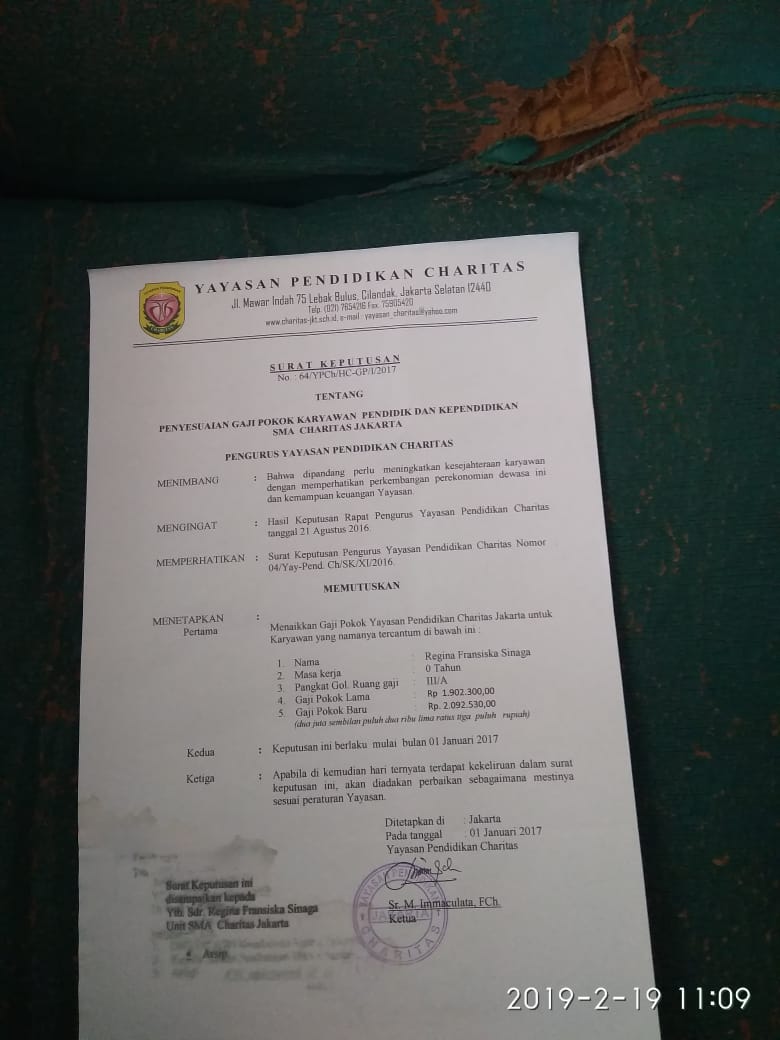 YAYASAN PENDIDIKAN CHARITAS
Jl. Mawar Indah 75 Lebak Bulus, Cilandak, Jakarta Selatan 12440
Telp. (021) 7654216 Fax. 75905420
www.charitas-jkt.sch.id, e-mail : yayasan_charitas@yahoo.com
SURAT KEPUTUSAN
No. : 64/YPCh/HC-GP/I/2017
TENTANG
PENYESUAIAN GAJI POKOK KARYAWAN PENDIDIK DAN KEPENDIDIKAN
SMA CHARITAS JAKARTA
PENGURUS YAYASAN PENDIDIKAN CHARITAS
MENIMBANG : Bahwa dipandang perlu meningkatkan kesejahteraan karyawan
dengan memperhatikan perkembangan perekonomian dewasa ini
dan kemampuan keuangan Yayasan.
MENGINGAT : Hasil Keputusan Rapat Pengurus Yayasan Pendidikan Charitas
tanggal 21 Agustus 2016.
MEMPERHATIKAN : Surat Keputusan Pengurus Yayasan Pendidikan Charitas Nomor
04/Yay-Pend. Ch/SK/XI/2016.
MEMUTUSKAN
MENETAPKAN :
Pertama Menaikkan Gaji Pokok Yayasan Pendidikan Charitas Jakarta untuk
Karyawan yang namanya tercantum di bawah ini :
1. Nama : Regina Fransiska Sinaga
2. Masa kerja : 0 Tahun
3. Pangkat Gol. Ruang gaji : III/A
4. Gaji Pokok Lama : Rp 1.902.300,00
5. Gaji Pokok Baru : Rp. 2.092.530,00
(dua juta sembilan puluh dua ribu lima ratus tiga puluh rupiah)
Kedua : Keputusan ini berlaku mulai bulan 01 Januari 2017
Ketiga : Apabila di kemudian hari ternyata terdapat kekeliruan dalam surat
keputusan ini, akan diadakan perbaikan sebagaimana mestinya
sesuai peraturan Yayasan.
Ditetapkan di : Jakarta
Pada tanggal : 01 Januari 2017
Yayasan Pendidikan Charitas
Sr. M. Immaculata, FCh.
Ketua
YAYASAN PENDIDIKAN
JAKARTA
CHARITAS
Surat Keputusan ini
disampaikan kepada
Yth. Sdr. Regina Fransiska Sinaga
Unit SMA Charitas Jakarta
Arsip
2019-2-19 11:09